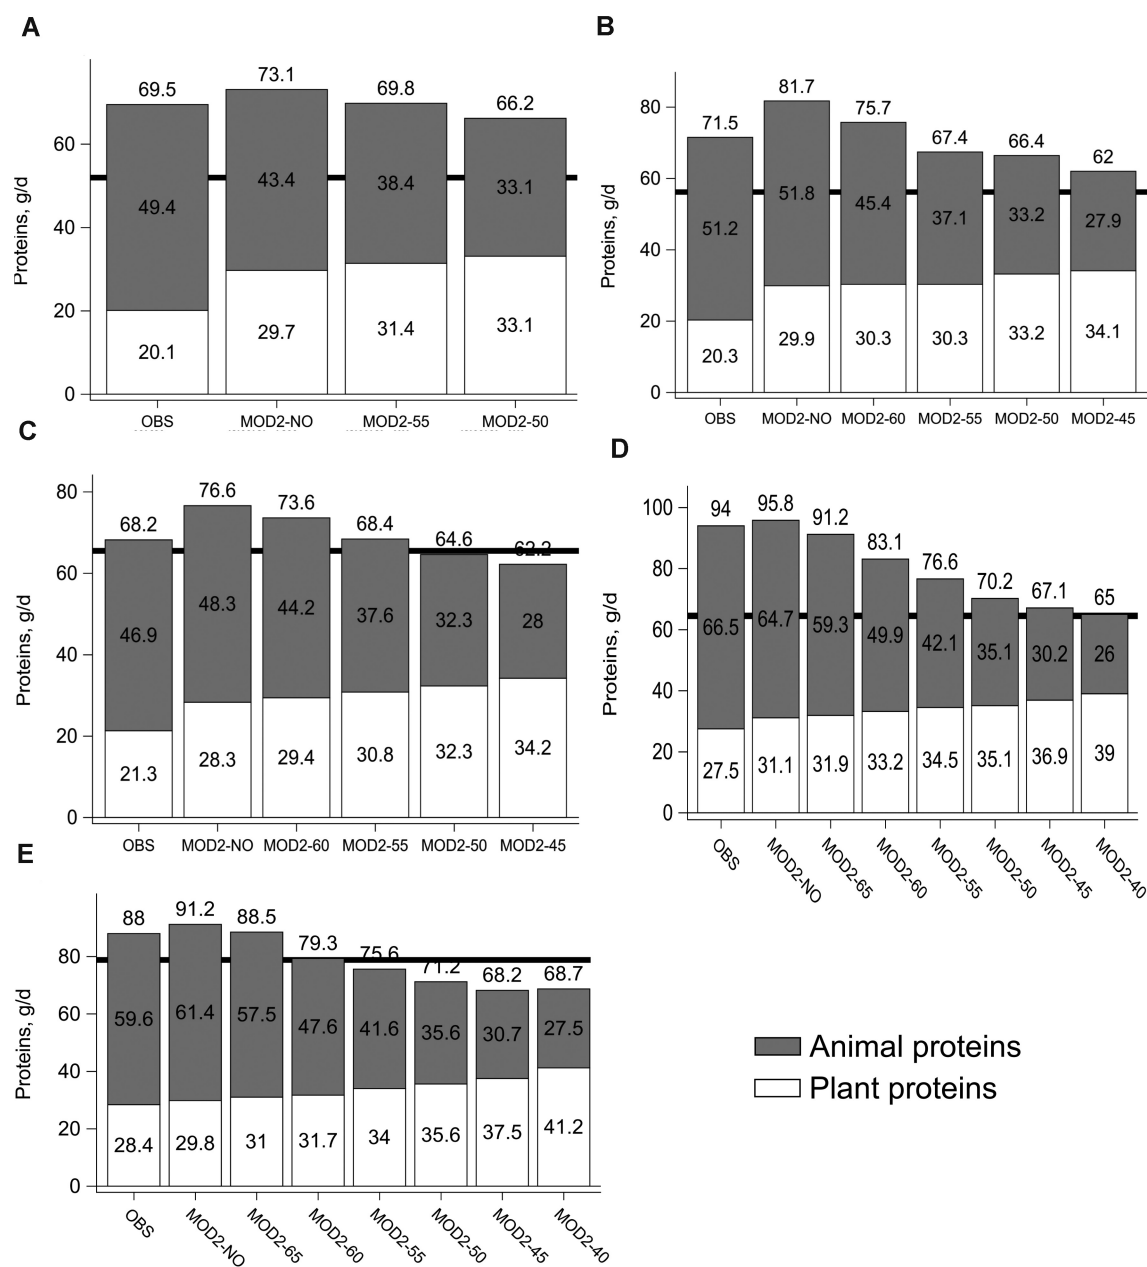 A
Proteins, g/d
60
40
20
0
69.5
73.1
69.8
66.2
49.4
43.4
38.4
33.1
20.1
29.7
31.4
33.1
OBS
MOD2-NO
MOD2-55
MOD2-50
B
Proteins, g/d
80
60
40
20
0
71.5
81.7
75.7
67.4
66.4
62
51.2
51.8
45.4
37.1
33.2
27.9
20.3
29.9
30.3
30.3
33.2
34.1
OBS
MOD2-NO
MOD2-60
MOD2-55
MOD2-50
MOD2-45
C
Proteins, g/d
80
60
40
20
0
68.2
76.6
73.6
68.4
64.6
62.2
46.9
48.3
44.2
37.6
32.3
28
21.3
28.3
29.4
30.8
32.3
34.2
OBS
MOD2-NO
MOD2-60
MOD2-55
MOD2-50
MOD2-45
D
Proteins, g/d
100
80
60
40
20
0
94
95.8
91.2
83.1
76.6
70.2
67.1
65
66.5
64.7
59.3
49.9
42.1
35.1
30.2
26
27.5
31.1
31.9
33.2
34.5
35.1
36.9
39
OBS
MOD2-NO
MOD2-65
MOD2-60
MOD2-55
MOD2-50
MOD2-45
MOD2-40
E
Proteins, g/d
80
60
40
20
0
88
91.2
88.5
79.3
75.6
71.2
68.2
68.7
59.6
61.4
57.5
47.6
41.6
35.6
30.7
27.5
28.4
29.8
31
31.7
34
35.6
37.5
41.2
OBS
MOD2-NO
MOD2-65
MOD2-60
MOD2-55
MOD2-50
MOD2-45
MOD2-40
Animal proteins
Plant proteins